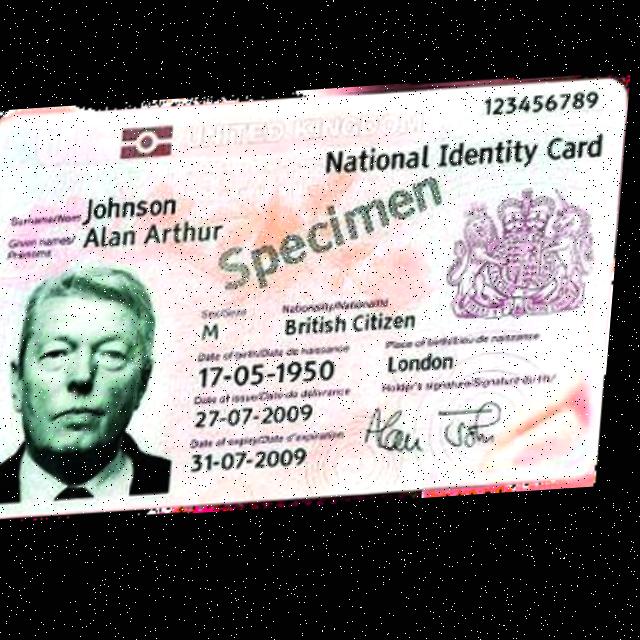 123456789
UNITED KINGDOM
National Identity Card
Surname/Nom Johnson
Given names/Prénoms Alan Arthur
Specimen
Sex/Sexe
M
Nationality/Nationalité
British Citizen
Date of birth/Date de naissance
17-05-1950
Place of birth/Lieu de naissance
London
Date of issue/Date de délivrance
27-07-2009
Holder's signature/Signature du
Date of expiry/Date d'expiration
31-07-2009
Alan John